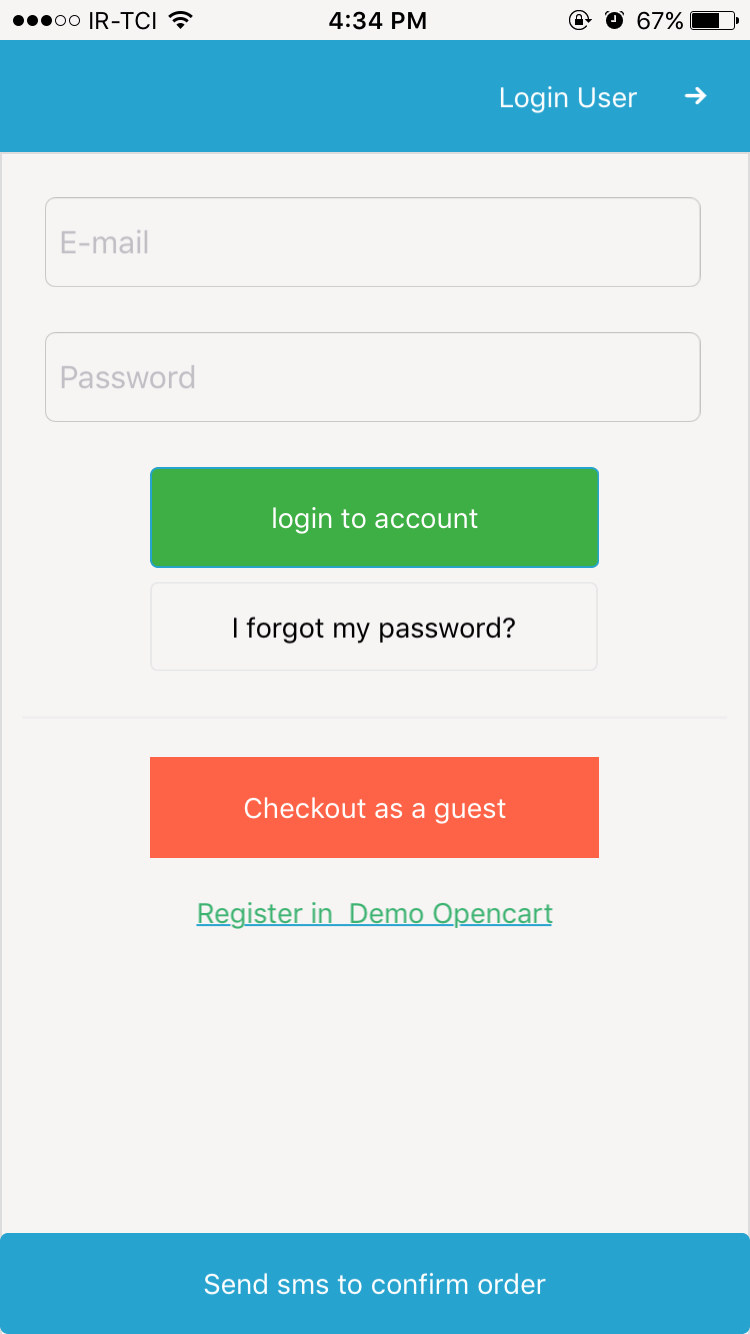 IR-TCI 4:34 PM 67%
Login User
E-mail
Password
login to account
I forgot my password?
Checkout as a guest
Register in  Demo Opencart
Send sms to confirm order